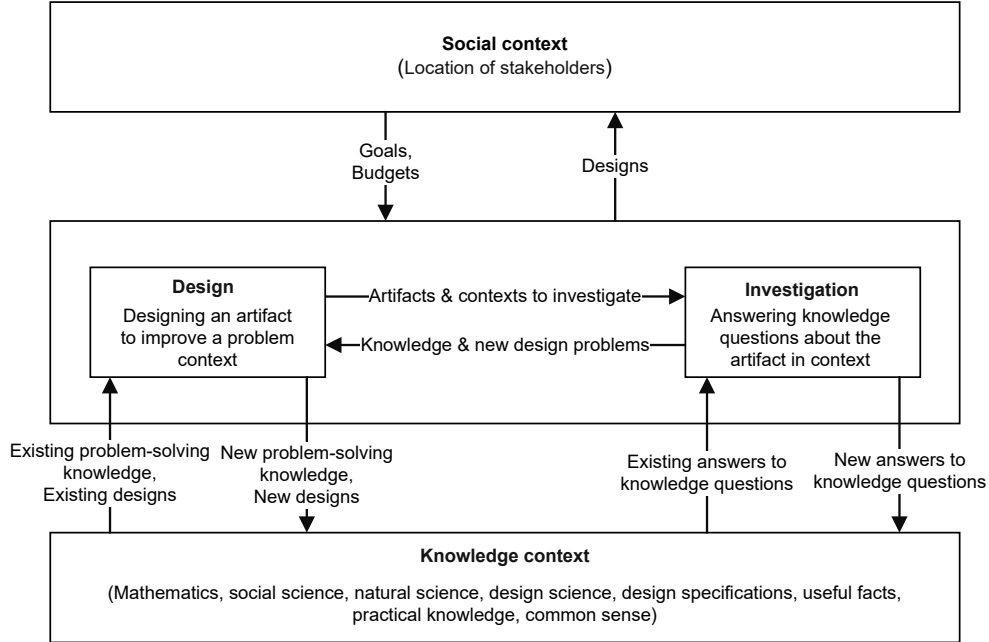 Social context
(Location of stakeholders)
Goals,
Budgets
Designs
Design
Designing an artifact
to improve a problem
context
Artifacts & contexts to investigate
Knowledge & new design problems
Investigation
Answering knowledge
questions about the
artifact in context
Existing problem-solving
knowledge,
Existing designs
New problem-solving
knowledge,
New designs
Existing answers to
knowledge questions
New answers to
knowledge questions
Knowledge context
(Mathematics, social science, natural science, design science, design specifications, useful facts,
practical knowledge, common sense)